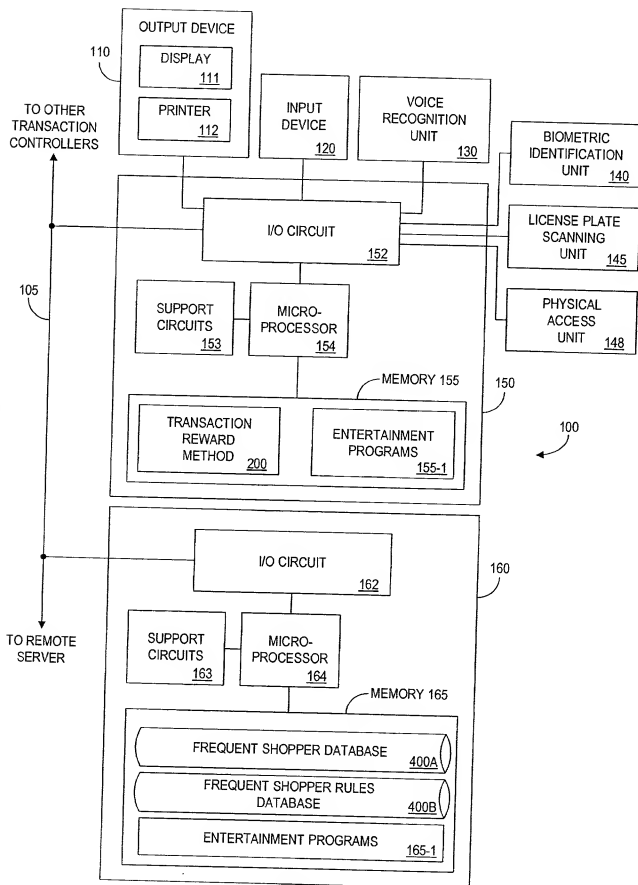 OUTPUT DEVICE
110
DISPLAY
111
PRINTER
112
INPUT
DEVICE
120
VOICE
RECOGNITION
UNIT
130
TO OTHER
TRANSACTION
CONTROLLERS
BIOMETRIC
IDENTIFICATION
UNIT
140
LICENSE PLATE
SCANNING
UNIT
145
PHYSICAL
ACCESS
UNIT
148
I/O CIRCUIT
152
105
SUPPORT
CIRCUITS
153
MICRO-
PROCESSOR
154
MEMORY 155
150
TRANSACTION
REWARD
METHOD
200
ENTERTAINMENT
PROGRAMS
155-1
100
I/O CIRCUIT
162
160
TO REMOTE
SERVER
SUPPORT
CIRCUITS
163
MICRO-
PROCESSOR
164
MEMORY 165
FREQUENT SHOPPER DATABASE
400A
FREQUENT SHOPPER RULES
DATABASE
400B
ENTERTAINMENT PROGRAMS
165-1